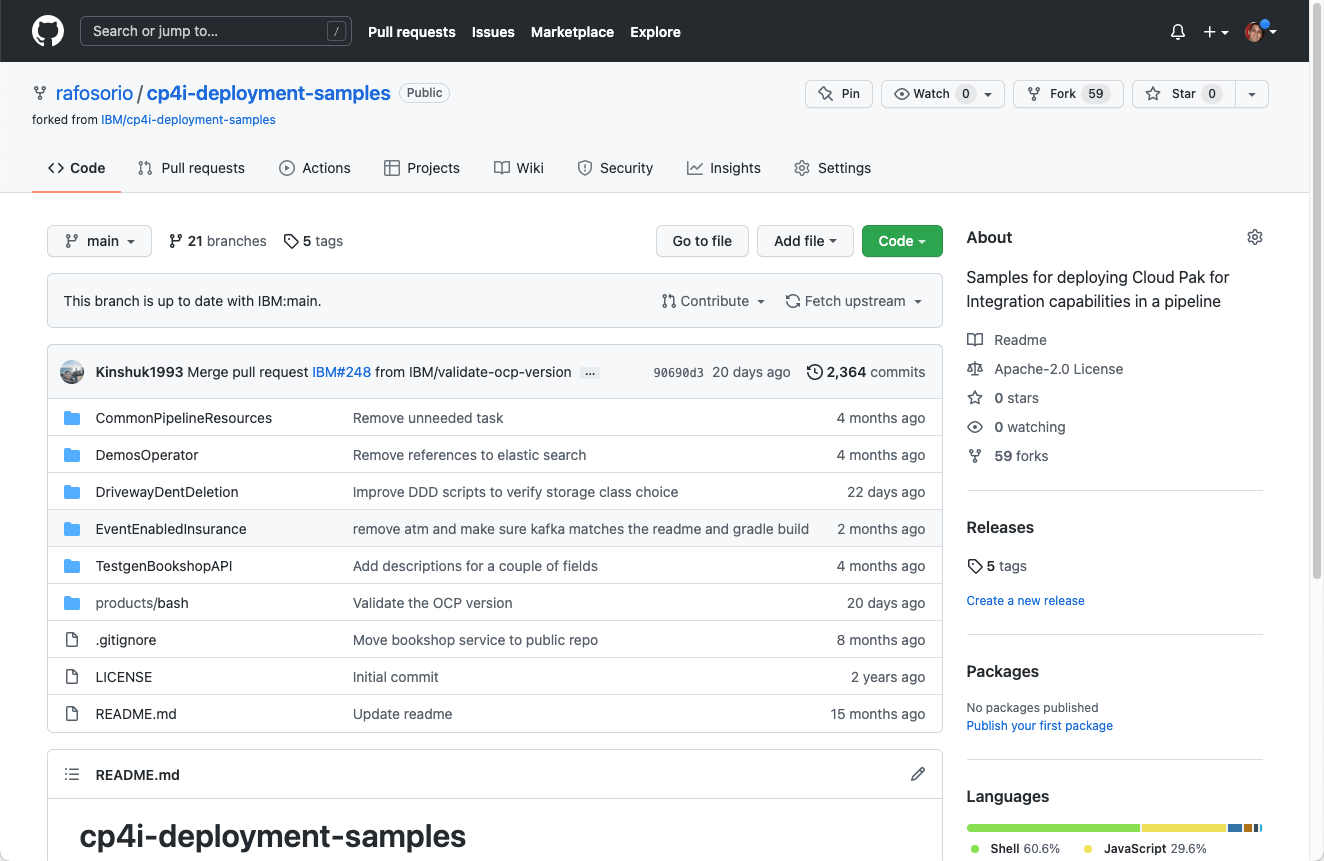 Search or jump to... /
Pull requests Issues Marketplace Explore
rafosorio / cp4i-deployment-samples Public
Pin Watch 0 Fork 59 Star 0
forked from IBM/cp4i-deployment-samples
Code Pull requests Actions Projects Wiki Security Insights Settings
main 21 branches 5 tags Go to file Add file Code
This branch is up to date with IBM:main. Contribute Fetch upstream
Kinshuk1993 Merge pull request IBM#248 from IBM/validate-ocp-version ... 90690d3 20 days ago 2,364 commits
CommonPipelineResources Remove unneeded task 4 months ago
DemosOperator Remove references to elastic search 4 months ago
DrivewayDentDeletion Improve DDD scripts to verify storage class choice 22 days ago
EventEnabledInsurance remove atm and make sure kafka matches the readme and gradle build 2 months ago
TestgenBookshopAPI Add descriptions for a couple of fields 4 months ago
products/bash Validate the OCP version 20 days ago
.gitignore Move bookshop service to public repo 8 months ago
LICENSE Initial commit 2 years ago
README.md Update readme 15 months ago
README.md
cp4i-deployment-samples
About
Samples for deploying Cloud Pak for
Integration capabilities in a pipeline
Readme
Apache-2.0 License
0 stars
0 watching
59 forks
Releases
5 tags
Create a new release
Packages
No packages published
Publish your first package
Languages
Shell 60.6% JavaScript 29.6%